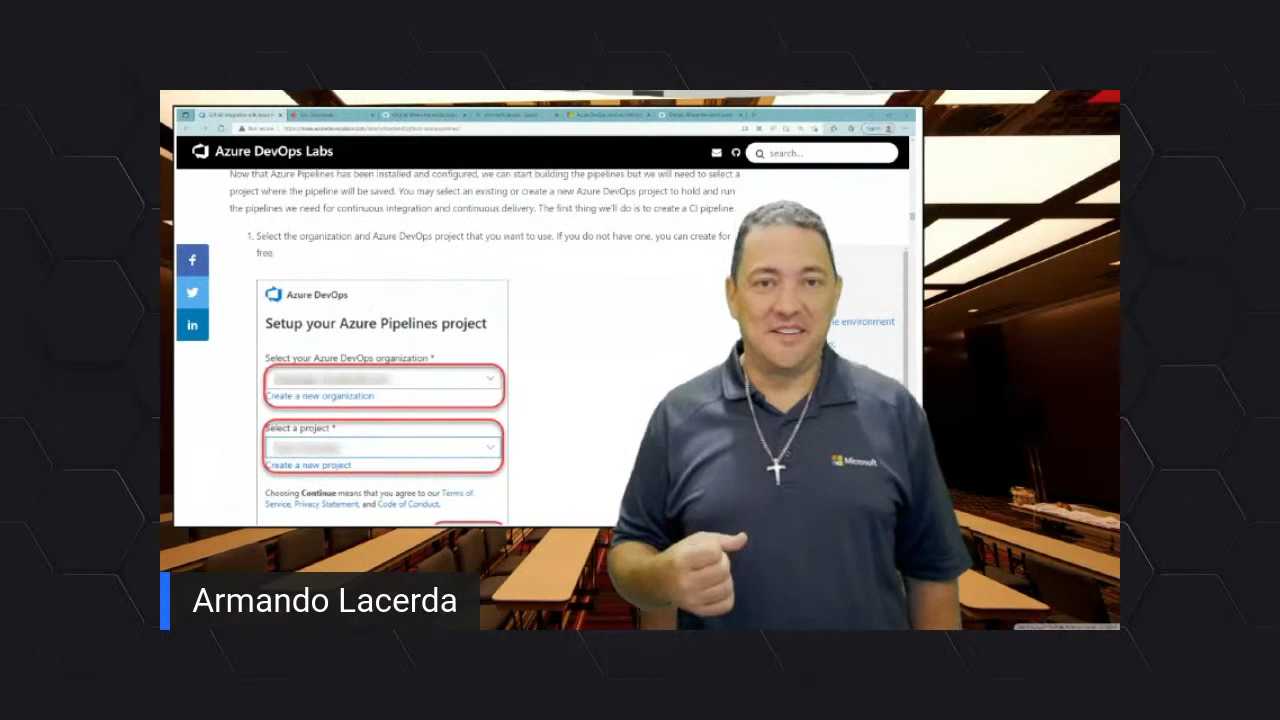 Azure DevOps Labs
search...
Now that Azure Pipelines has been installed and configured, we can start building the pipelines but we will need to select a
project where the pipeline will be saved. You may select an existing or create a new Azure DevOps project to hold and run
the pipelines we need for continuous integration and continuous delivery. The first thing we'll do is to create a CI pipeline.
1. Select the organization and Azure DevOps project that you want to use. If you do not have one, you can create for
free.
Azure DevOps
Setup your Azure Pipelines project
Select your Azure DevOps organization *
Create a new organization
Select a project *
Create a new project
Choosing Continue means that you agree to our Terms of
Service, Privacy Statement, and Code of Conduct.
environment
Microsoft
Armando Lacerda